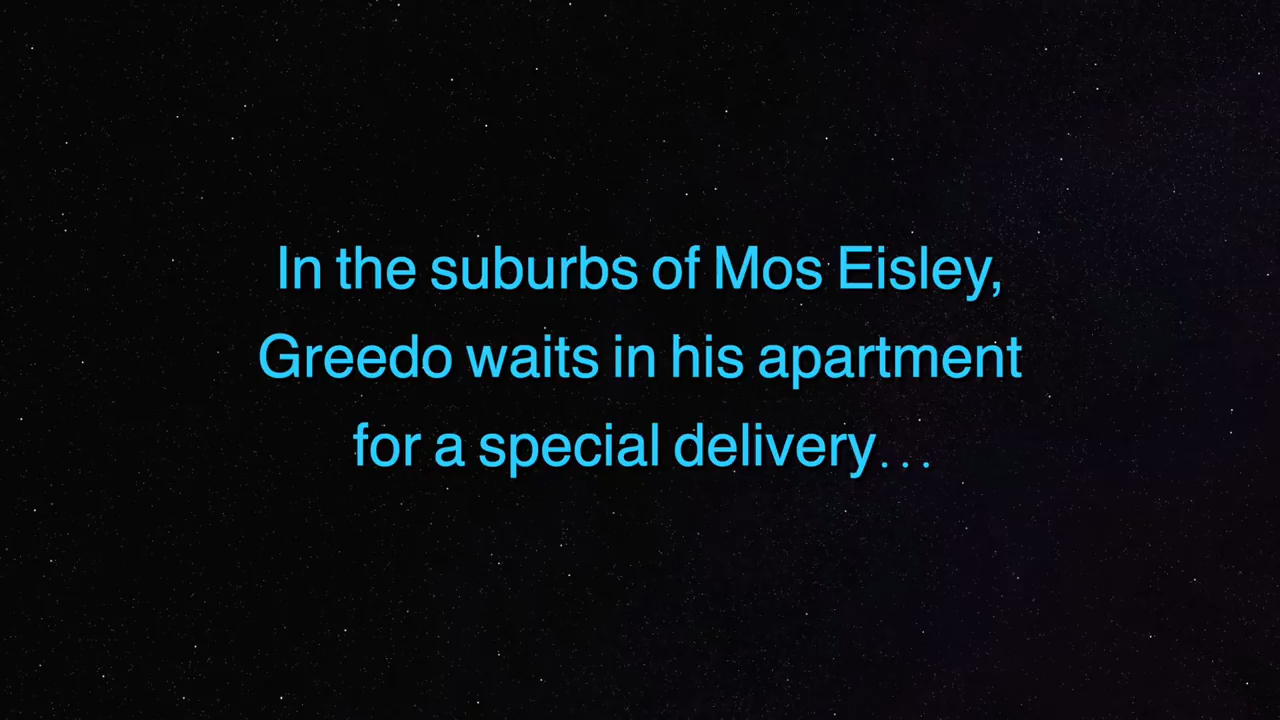 In the suburbs of Mos Eisley,
Greedo waits in his apartment
for a special delivery...